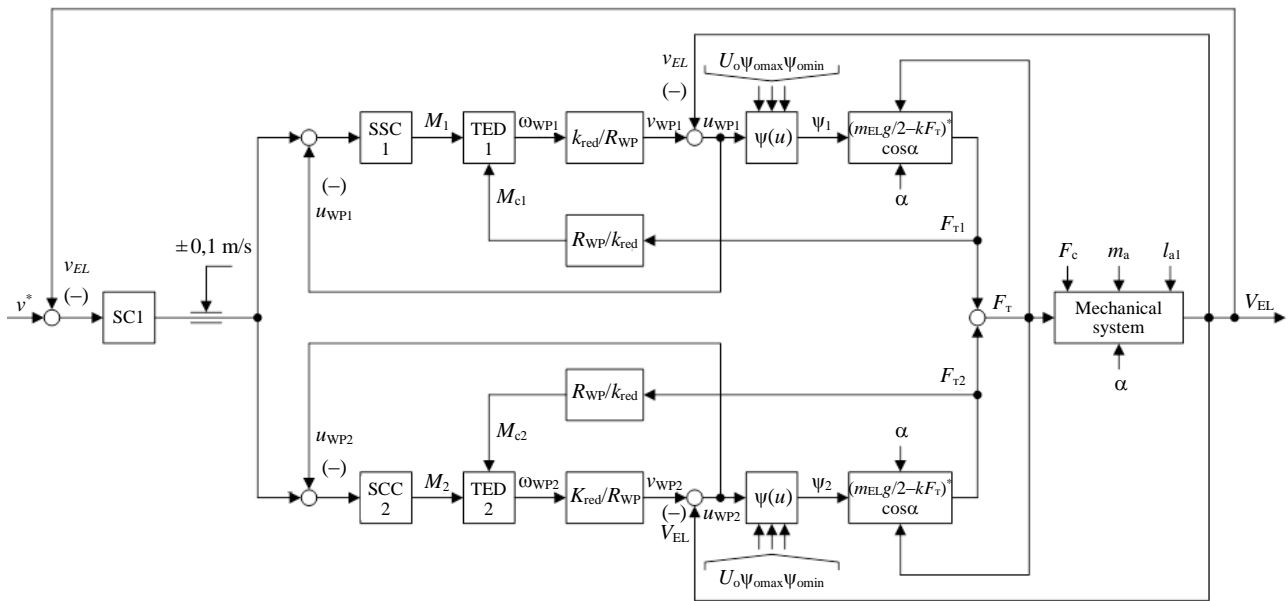 v_EL
(–)
U_oψ_omaxψ_omin
SSC
1
M_1
TED
1
ω_WP1
k_red/R_WP
v_WP1
u_WP1
ψ(u)
ψ_1
(m_ELg/2–kF_т)*
cosα
α
(–)
u_WP1
M_c1
R_WP/k_red
F_т1
±0,1 m/s
v*
v_EL
(–)
SC1
F_т
F_c
m_a
l_a1
Mechanical
system
α
V_EL
u_WP2
(–)
M_c2
R_WP/k_red
F_т2
SCC
2
M_2
TED
2
ω_WP2
K_red/R_WP
v_WP2
(–)
V_EL
u_WP2
ψ(u)
ψ_2
α
(m_ELg/2–kF_т)*
cosα
U_oψ_omaxψ_omin